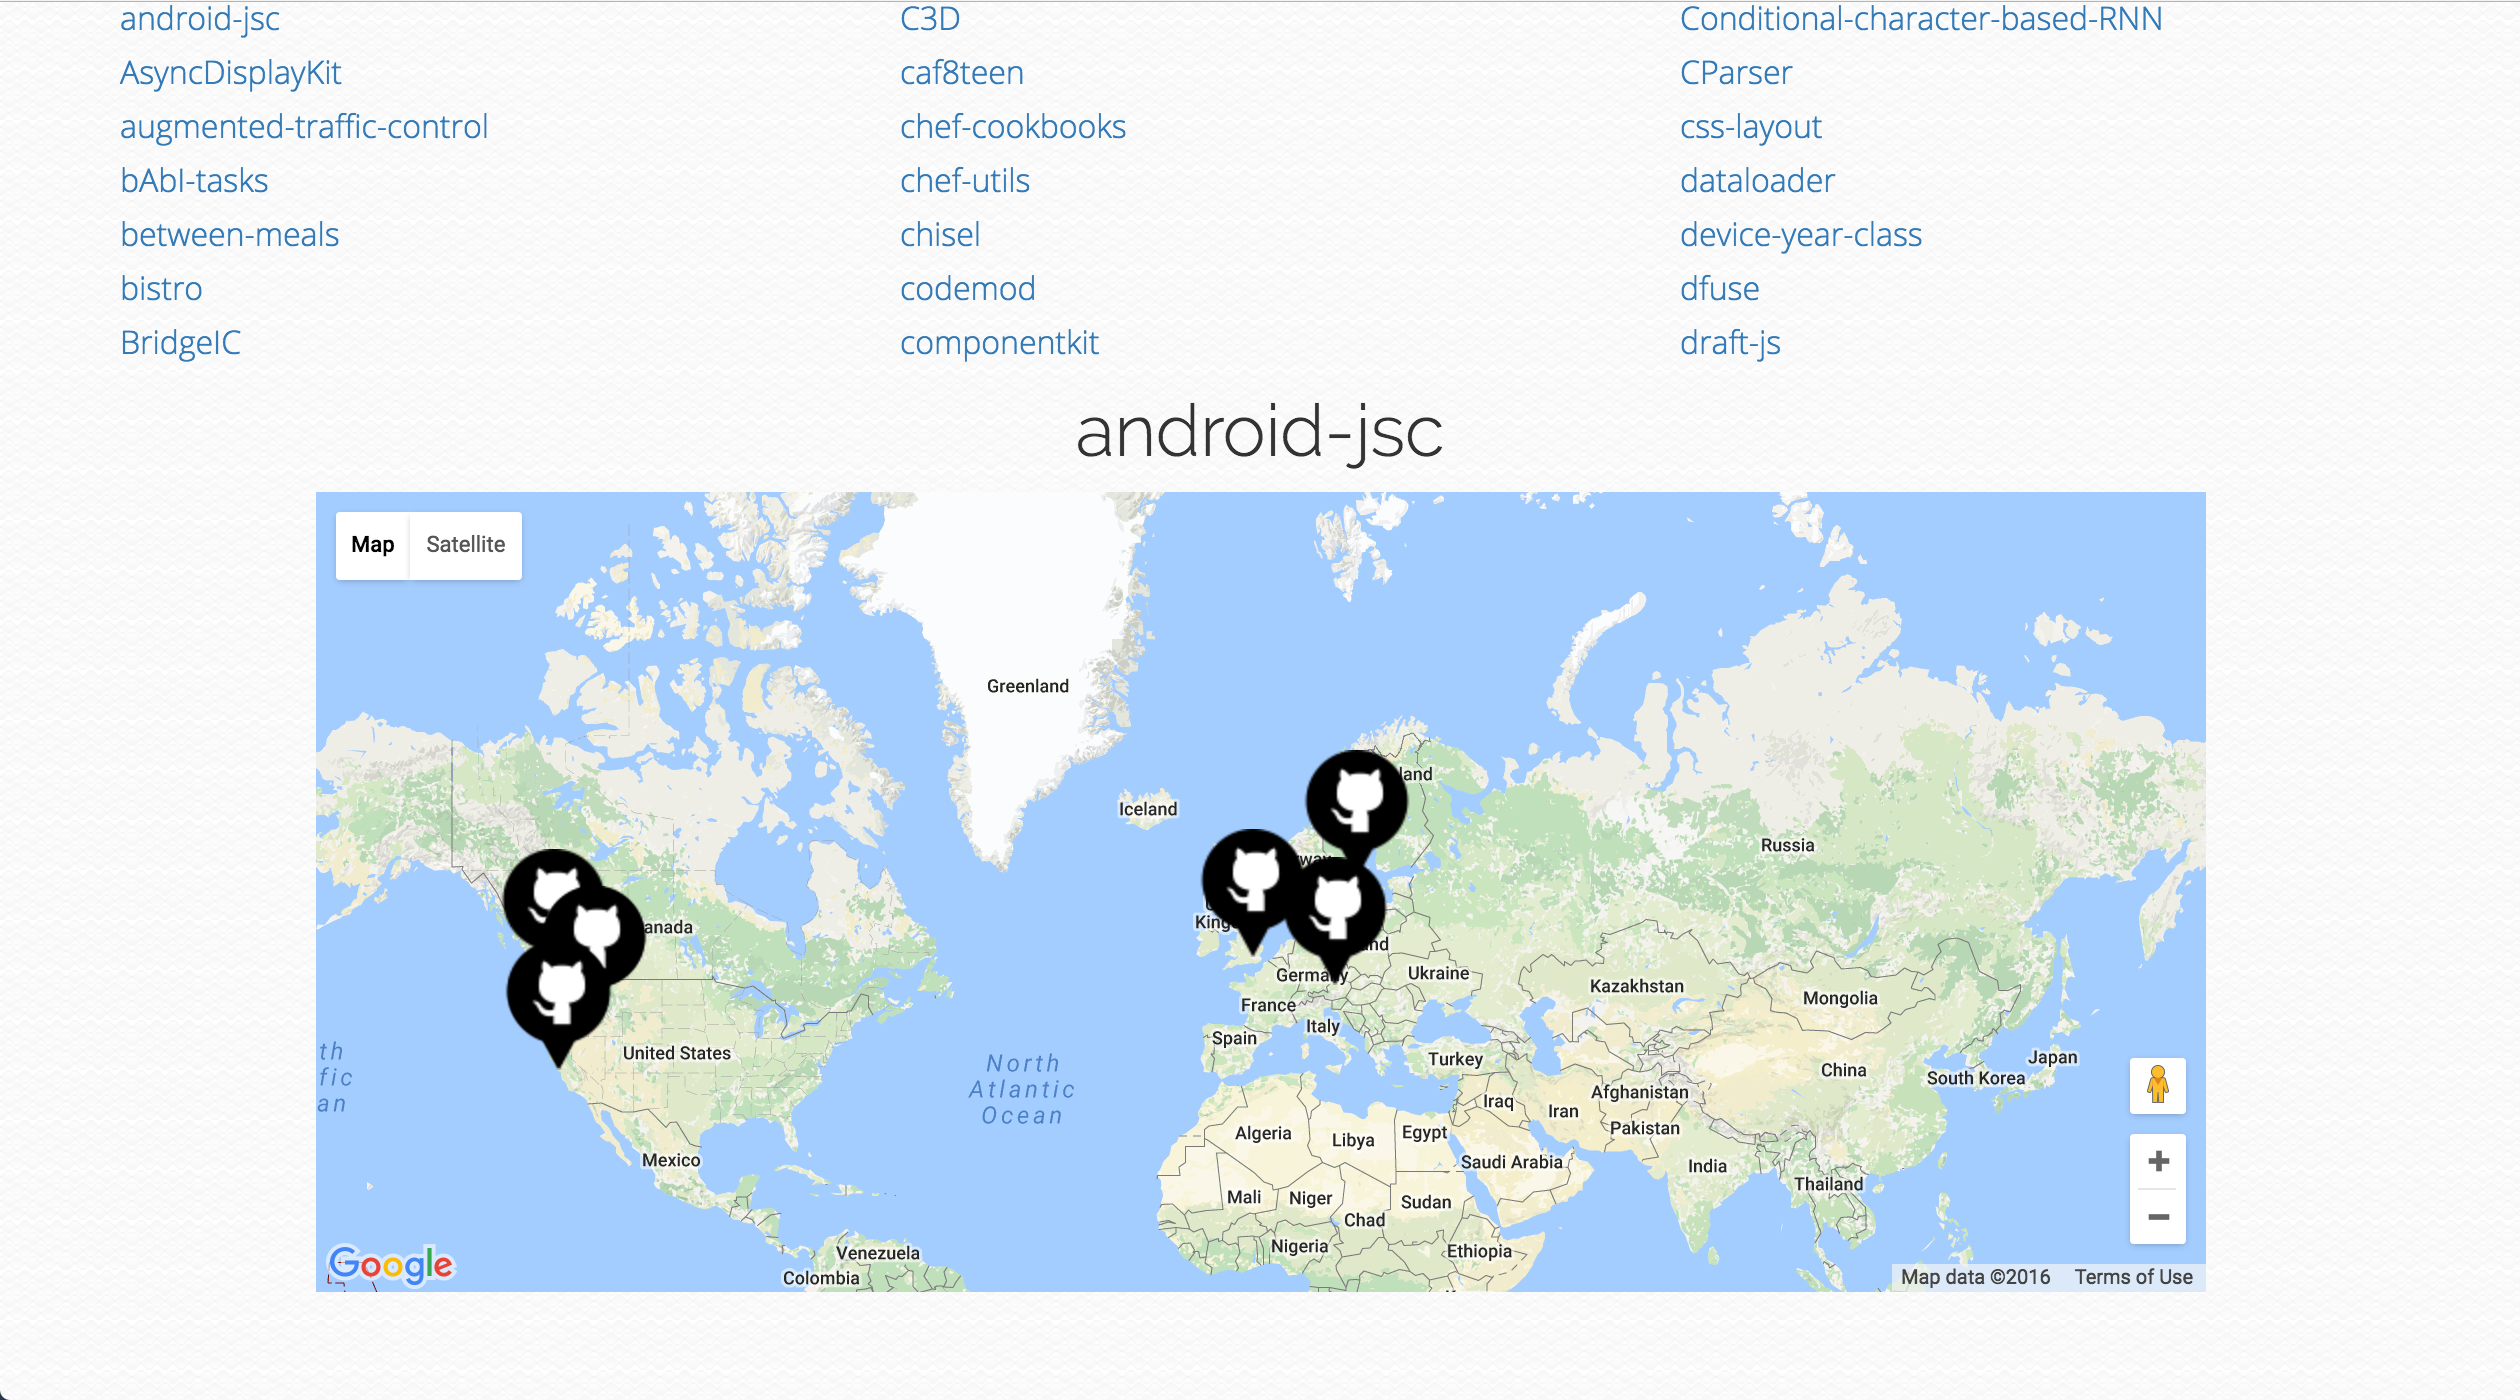 android-jsc
AsyncDisplayKit
augmented-traffic-control
bAbI-tasks
between-meals
bistro
BridgeIC
C3D
caf8teen
chef-cookbooks
chef-utils
chisel
codemod
componentkit
Conditional-character-based-RNN
CParser
css-layout
dataloader
device-year-class
dfuse
draft-js
android-jsc
Map Satellite
Greenland
land
Iceland
Russia
way
King
anada
nd
Germany
Ukraine
Kazakhstan
Mongolia
France
Italy
Spain
United States
Turkey
th
fic
an
North
Atlantic
Ocean
China
Japan
South Korea
Afghanistan
Iraq
Iran
Pakistan
Algeria
Libya
Egypt
Saudi Arabia
India
Thailand
Mexico
Mali
Niger
Sudan
Chad
Nigeria
Ethiopia
Venezuela
Colombia
Google
Map data ©2016 Terms of Use